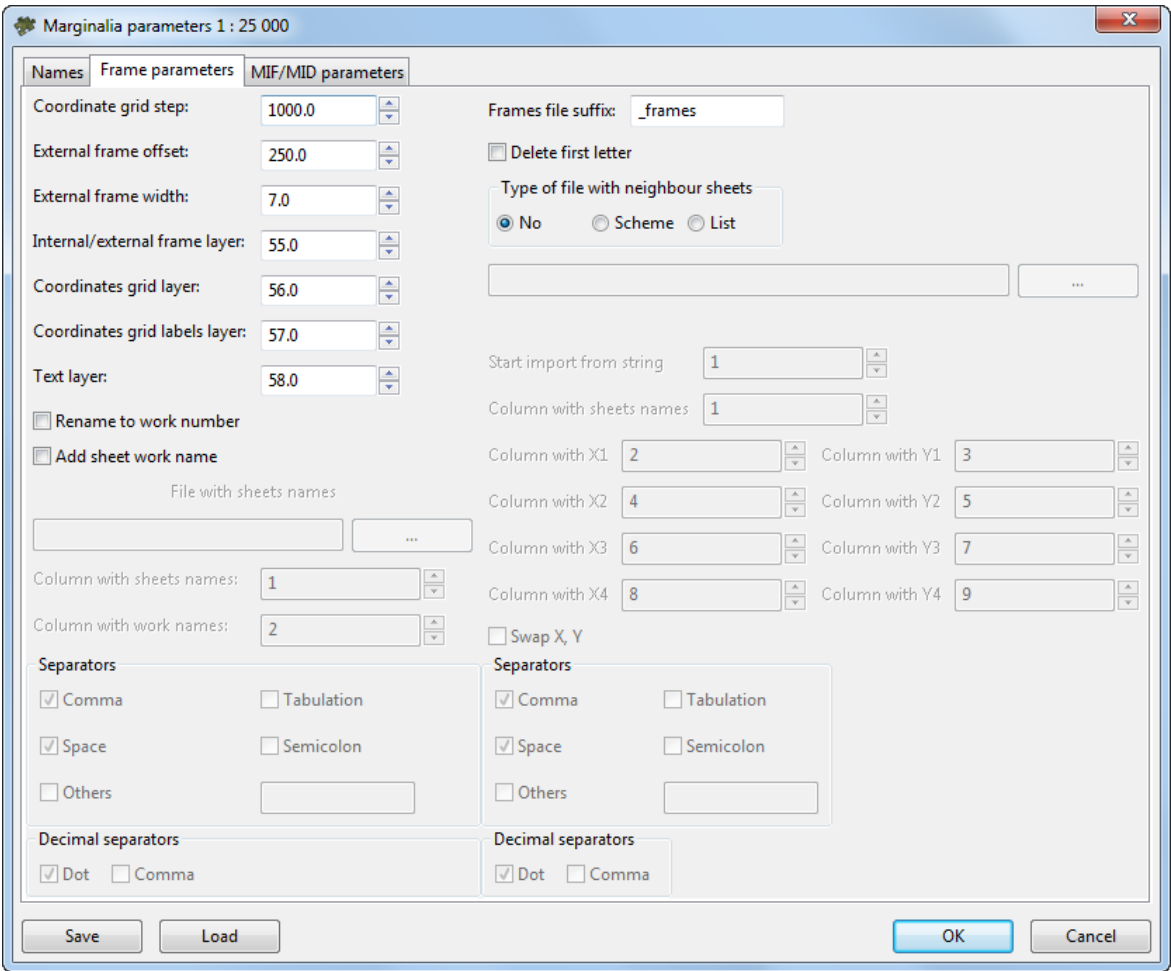 Marginalia parameters 1 : 25 000
Names Frame parameters MIF/MID parameters
Coordinate grid step: 1000.0
External frame offset: 250.0
External frame width: 7.0
Internal/external frame layer: 55.0
Coordinates grid layer: 56.0
Coordinates grid labels layer: 57.0
Text layer: 58.0
Rename to work number
Add sheet work name
File with sheets names
...
Column with sheets names: 1
Column with work names: 2
Separators
Comma Tabulation
Space Semicolon
Others
Decimal separators
Dot Comma
Frames file suffix: _frames
Delete first letter
Type of file with neighbour sheets
No Scheme List
...
Start import from string 1
Column with sheets names 1
Column with X1 2 Column with Y1 3
Column with X2 4 Column with Y2 5
Column with X3 6 Column with Y3 7
Column with X4 8 Column with Y4 9
Swap X, Y
Separators
Comma Tabulation
Space Semicolon
Others
Decimal separators
Dot Comma
Save Load OK Cancel